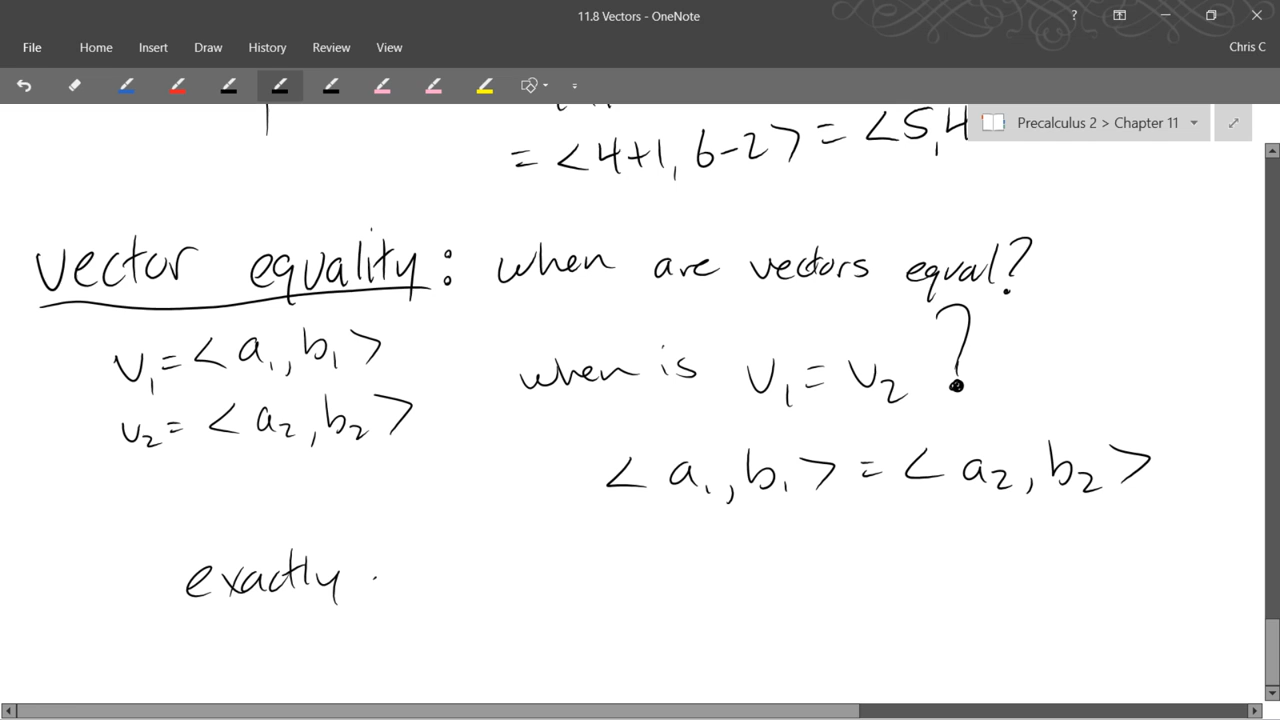 11.8 Vectors - OneNote
?
File Home Insert Draw History Review View
Chris C
Precalculus 2 > Chapter 11
= <4+1, 6-2> = <5,4
vector equality: when are vectors equal?
v₁ = <a₁, b₁>
v₂ = <a₂, b₂>
when is v₁ = v₂ ?
<a₁, b₁> = <a₂, b₂>
exactly